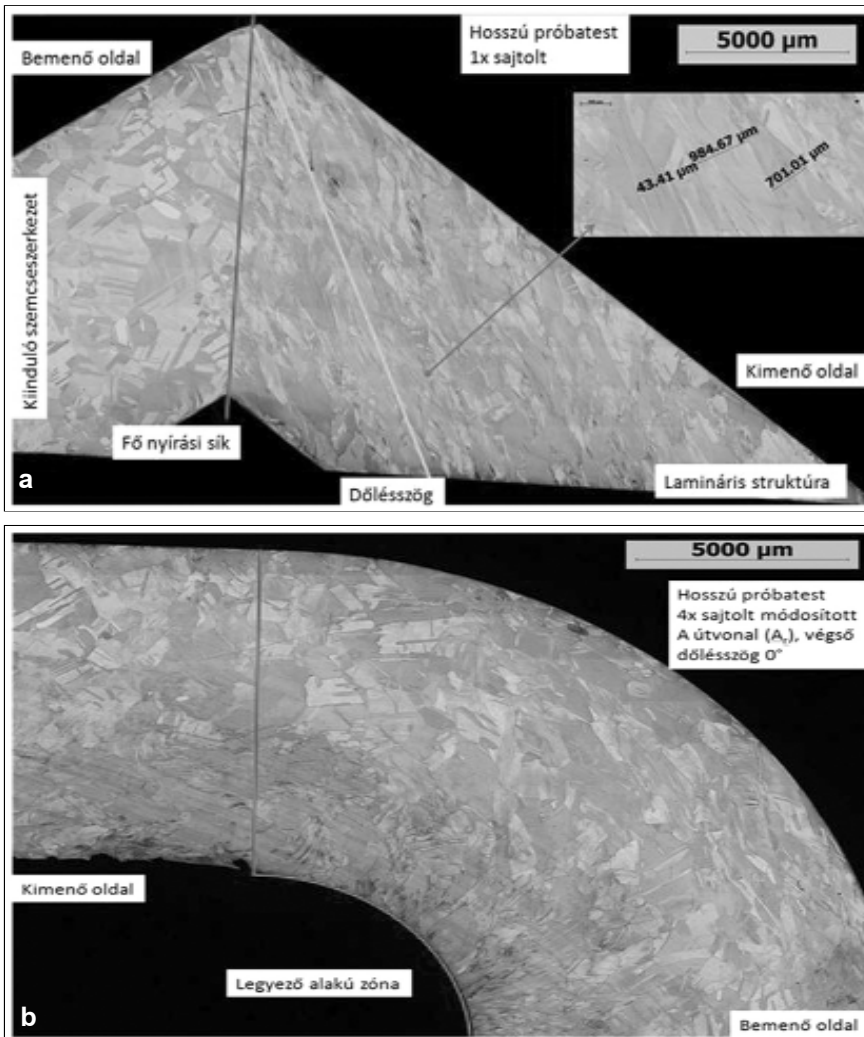 Bemenő oldal
Hosszú próbatest
1x sajtolt
5000 µm
984.67 µm
43.41 µm
701.01 µm
Kiinduló szemcseszerkezet
Kimenő oldal
Fő nyírási sík
Dőlésszög
Lamináris struktúra
a
5000 µm
Hosszú próbatest
4x sajtolt módosított
A útvonal
végső
dőlésszög 0°
Kimenő oldal
Legyező alakú zóna
Bemenő oldal
b